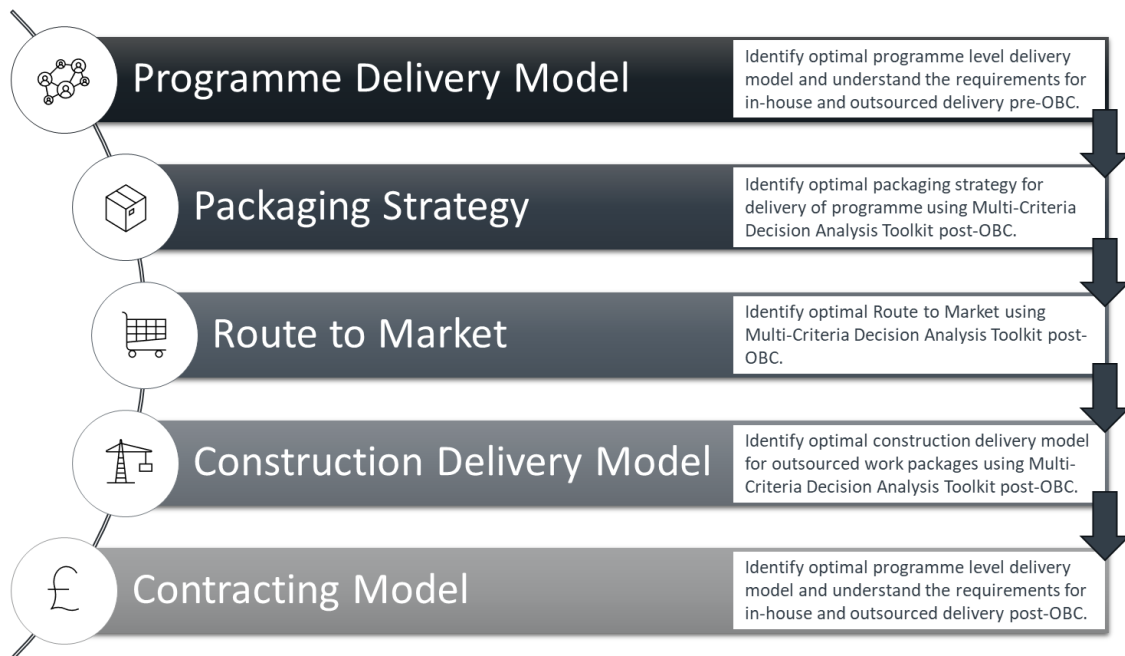 Programme Delivery Model
Identify optimal programme level delivery
model and understand the requirements for
in-house and outsourced delivery pre-OBC.
Packaging Strategy
Identify optimal packaging strategy for
delivery of programme using Multi-Criteria
Decision Analysis Toolkit post-OBC.
Route to Market
Identify optimal Route to Market using
Multi-Criteria Decision Analysis Toolkit post-
OBC.
Construction Delivery Model
Identify optimal construction delivery model
for outsourced work packages using Multi-
Criteria Decision Analysis Toolkit post-OBC.
£
Contracting Model
Identify optimal programme level delivery
model and understand the requirements for
in-house and outsourced delivery post-OBC.